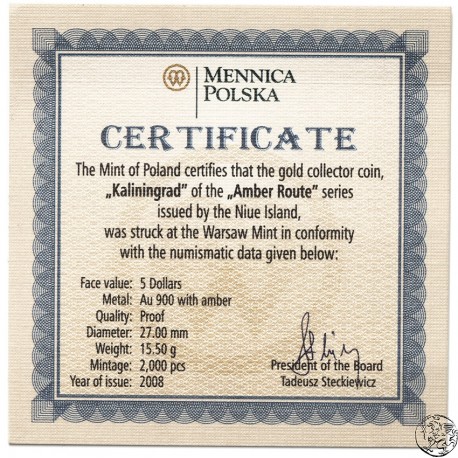 MENNICA
POLSKA
CERTIFICATE
The Mint of Poland certifies that the gold collector coin,
„Kaliningrad” of the „Amber Route” series
issued by the Niue Island,
was struck at the Warsaw Mint in conformity
with the numismatic data given below:
Face value: 5 Dollars
Metal: Au 900 with amber
Quality: Proof
Diameter: 27.00 mm
Weight: 15.50 g
Mintage: 2,000 pcs
Year of issue: 2008
President of the Board
Tadeusz Steckiewicz